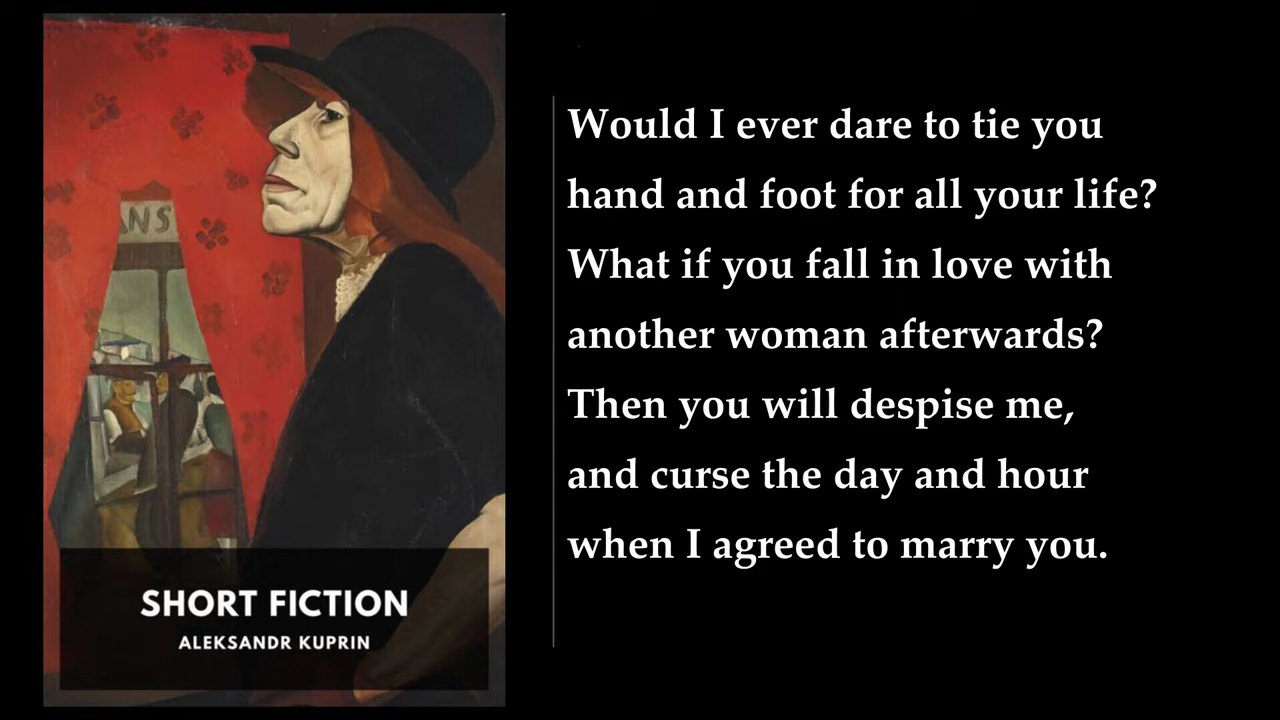 ANS
SHORT FICTION
ALEKSANDR KUPRIN
Would I ever dare to tie you
hand and foot for all your life?
What if you fall in love with
another woman afterwards?
Then you will despise me,
and curse the day and hour
when I agreed to marry you.